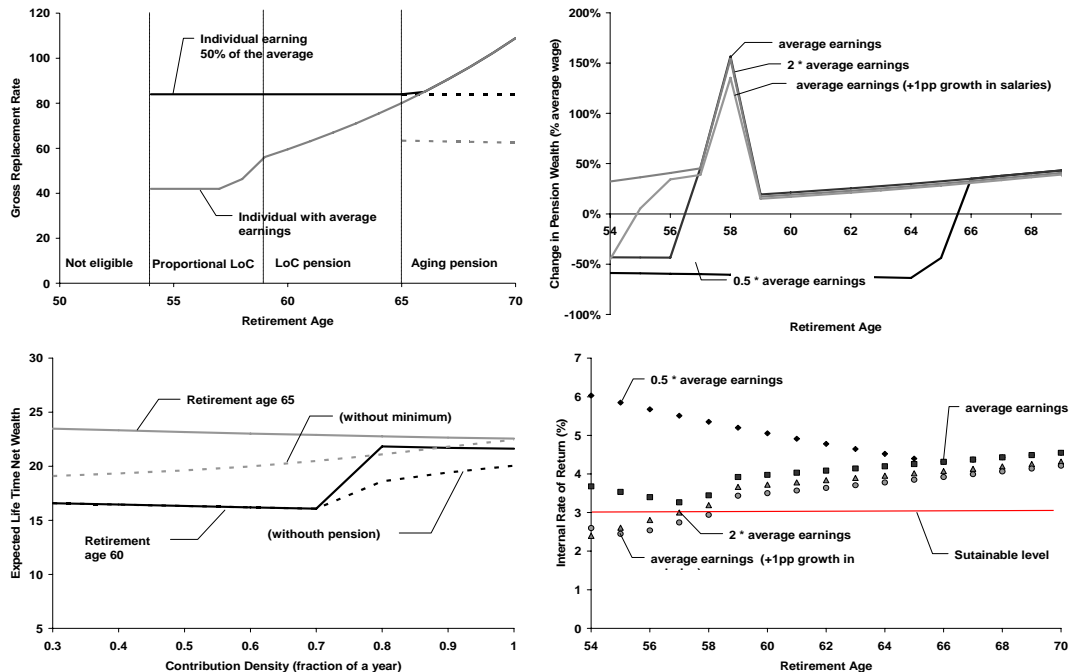 Gross Replacement Rate
120
100
80
60
40
20
0
Individual earning
50% of the average
Individual with average
earnings
Not eligible
Proportional LoC
LoC pension
Aging pension
50
55
60
65
70
Retirement Age
Change in Pension Wealth (% average wage)
200%
150%
100%
50%
0%
-50%
-100%
average earnings
2 * average earnings
average earnings (+1pp growth in salaries)
54
56
58
60
62
64
66
68
0.5 * average earnings
Retirement Age
Expected Life Time Net Wealth
30
25
20
15
10
5
Retirement age 65
(without minimum)
Retirement
age 60
(withouth pension)
0.3
0.4
0.5
0.6
0.7
0.8
0.9
1
Contribution Density (fraction of a year)
Internal Rate of Return (%)
7
6
5
4
3
2
1
0
0.5 * average earnings
average earnings
2 * average earnings
average earnings (+1pp growth in
Sutainable level
54
56
58
60
62
64
66
68
70
Retirement Age